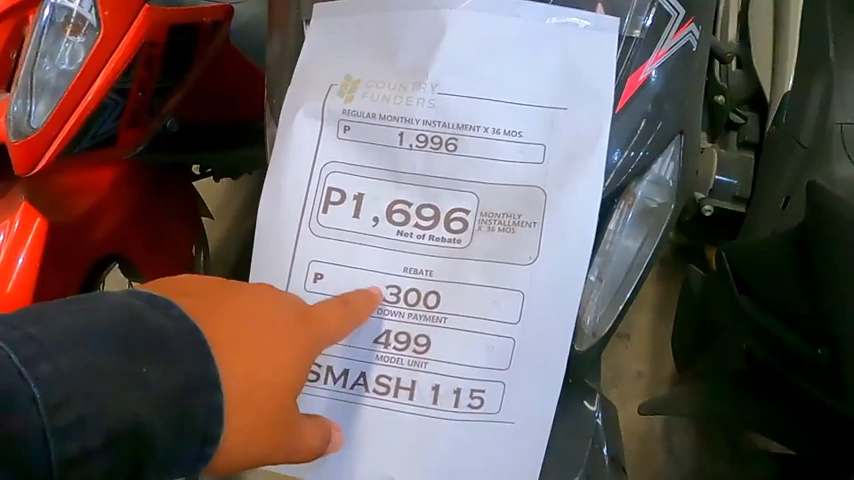 COUNTRY
FUNDERS
REGULAR MONTHLY INSTALLMENT X 36 MOS.
P 1,996
P1,696
Net of Rebate
MONTHLY
INSTALLMENT
X 36 MOS
REBATE
P 300
DOWN PAYMENT
499
MODEL UNIT
SMASH 115